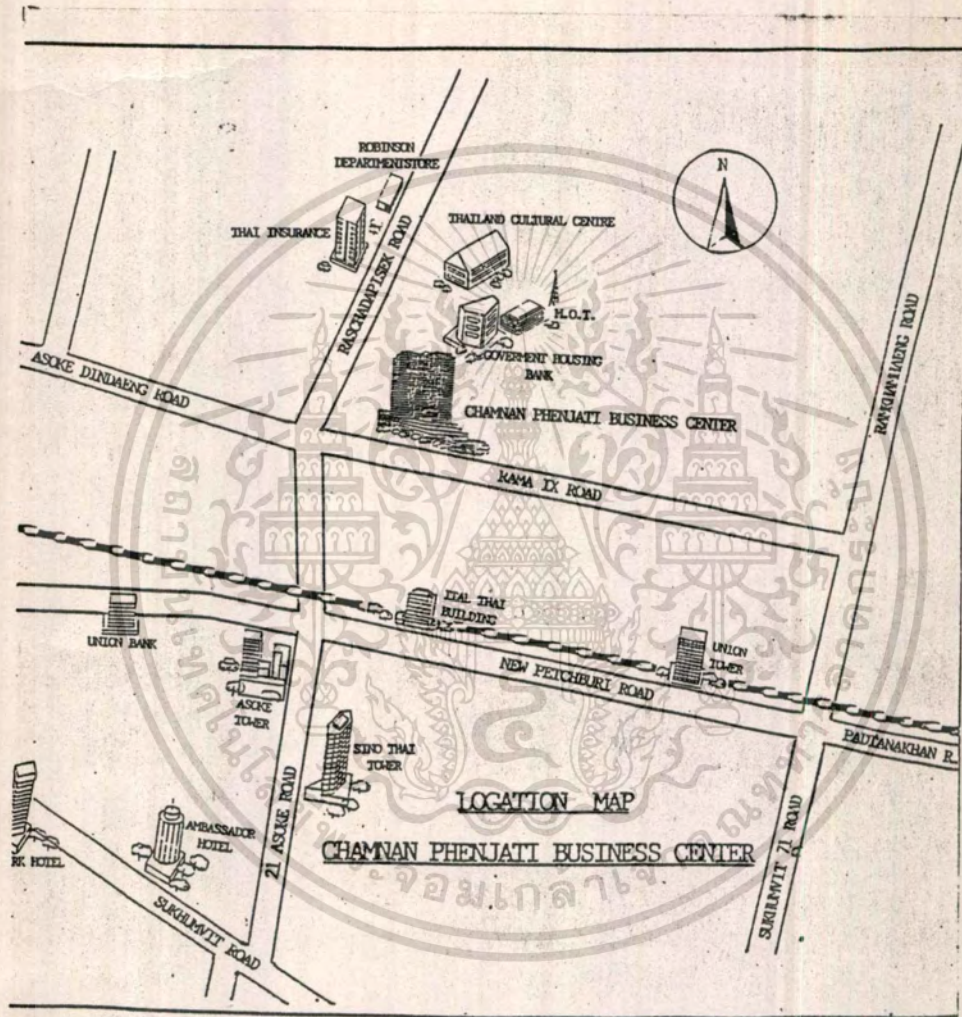 ROBINSON
DEPARTMENTSTORE
THAI INSURANCE
RASCHADAPISEK ROAD
THAILAND CULTURAL CENTRE
N
M.O.T.
GOVERMENT HOUSING
BANK
CHAMNAN PHENJATI BUSINESS CENTER
ASOKE DINDAENG ROAD
RAMA IX ROAD
ROAD
UNION BANK
ASOKE
TOWER
ITAL THAI
BUILDING
UNION
TOWER
NEW PETCHBURI ROAD
SINO THAI
TOWER
21 ASOKE ROAD
SUKHUMVIT 71 ROAD
RK HOTEL
AMBASSADOR
HOTEL
SUKHUMVIT ROAD
LOGATION MAP
CHAMNAN PHENJATI BUSINESS CENTER